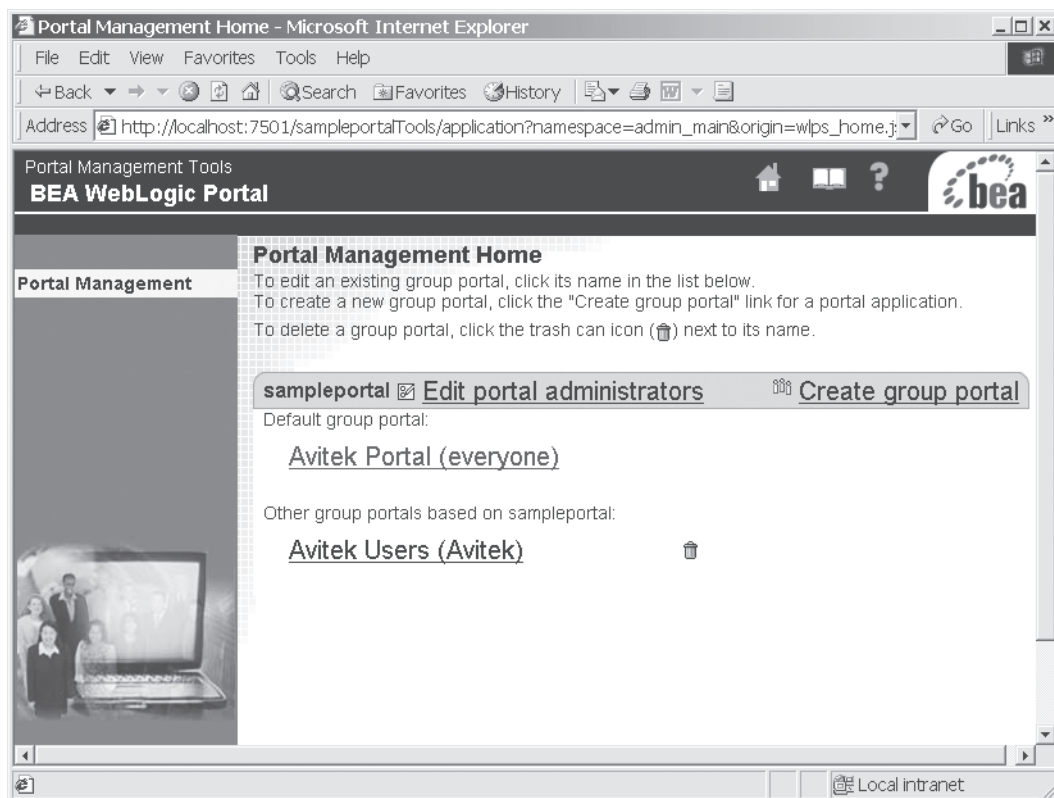 Portal Management Home - Microsoft Internet Explorer
File Edit View Favorites Tools Help
Back Search Favorites History
Address http://localhost:7501/sampleportalTools/application?namespace=admin_main&origin=wlps_home.j Go Links »
Portal Management Tools
BEA WebLogic Portal
? bea
Portal Management
Portal Management Home
To edit an existing group portal, click its name in the list below.
To create a new group portal, click the "Create group portal" link for a portal application.
To delete a group portal, click the trash can icon ( ) next to its name.
sampleportal Edit portal administrators Create group portal
Default group portal:
Avitek Portal (everyone)
Other group portals based on sampleportal:
Avitek Users (Avitek)
Local intranet